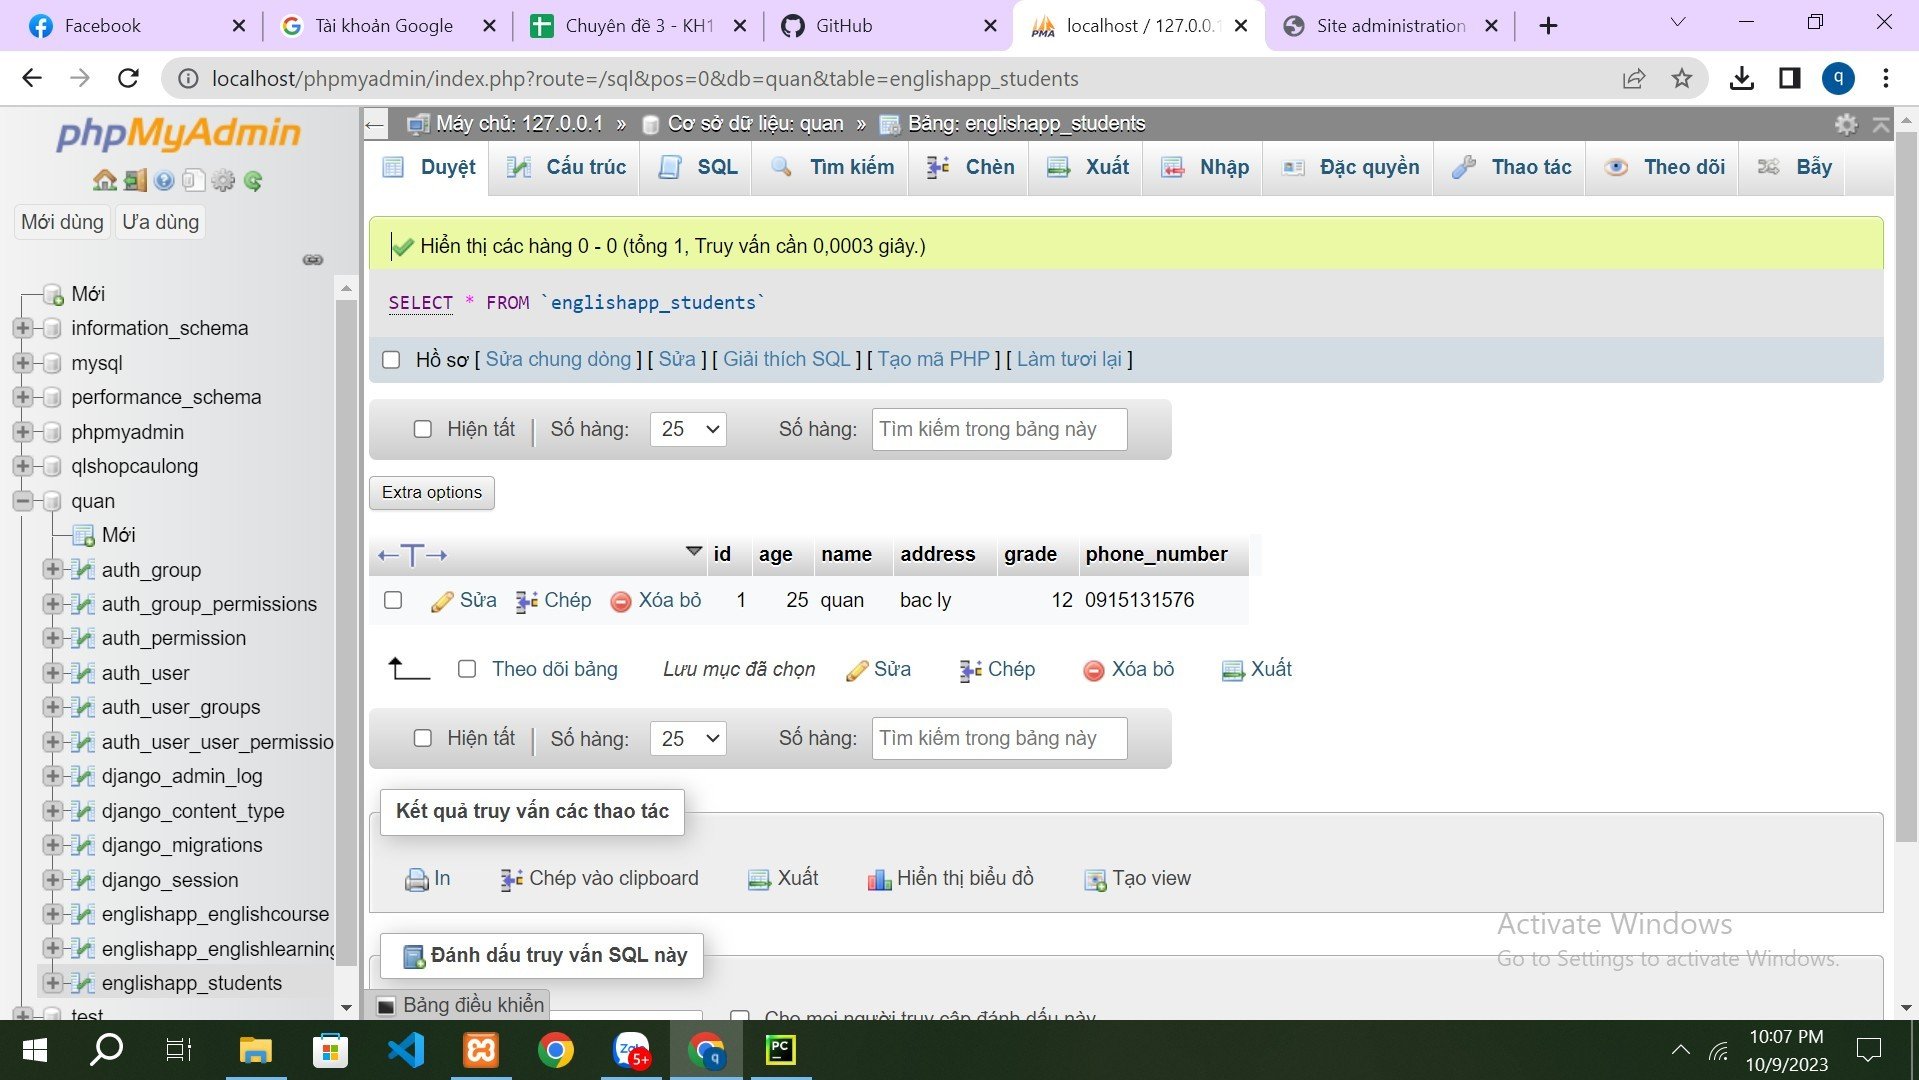 Facebook
Tài khoản Google
Chuyên đề 3 - KH1
GitHub
localhost / 127.0.0.1
Site administration
localhost/phpmyadmin/index.php?route=/sql&pos=0&db=quan&table=englishapp_students
q
phpMyAdmin
Mới dùng
Ưa dùng
Mới
information_schema
mysql
performance_schema
phpmyadmin
qlshopcaulong
quan
Mới
auth_group
auth_group_permissions
auth_permission
auth_user
auth_user_groups
auth_user_user_permissio
django_admin_log
django_content_type
django_migrations
django_session
englishapp_englishcourse
englishapp_englishlearning
englishapp_students
test
Máy chủ: 127.0.0.1 » Cơ sở dữ liệu: quan » Bảng: englishapp_students
Duyệt Cấu trúc SQL Tìm kiếm Chèn Xuất Nhập Đặc quyền Thao tác Theo dõi Bẫy
Hiển thị các hàng 0 - 0 (tổng 1, Truy vấn cần 0,0003 giây.)
SELECT * FROM `englishapp_students`
Hồ sơ [ Sửa chung dòng ] [ Sửa ] [ Giải thích SQL ] [ Tạo mã PHP ] [ Làm tươi lại ]
Hiện tất | Số hàng: 25 Số hàng: Tìm kiếm trong bảng này
Extra options
id age name address grade phone_number
Sửa Chép Xóa bỏ 1 25 quan bac ly 12 0915131576
Theo dõi bảng Lưu mục đã chọn Sửa Chép Xóa bỏ Xuất
Hiện tất | Số hàng: 25 Số hàng: Tìm kiếm trong bảng này
Kết quả truy vấn các thao tác
In Chép vào clipboard Xuất Hiển thị biểu đồ Tạo view
Đánh dấu truy vấn SQL này
Bảng điều khiển
Cho mọi người truy cập đánh dấu này
Activate Windows
Go to Settings to activate Windows.
10:07 PM
10/9/2023